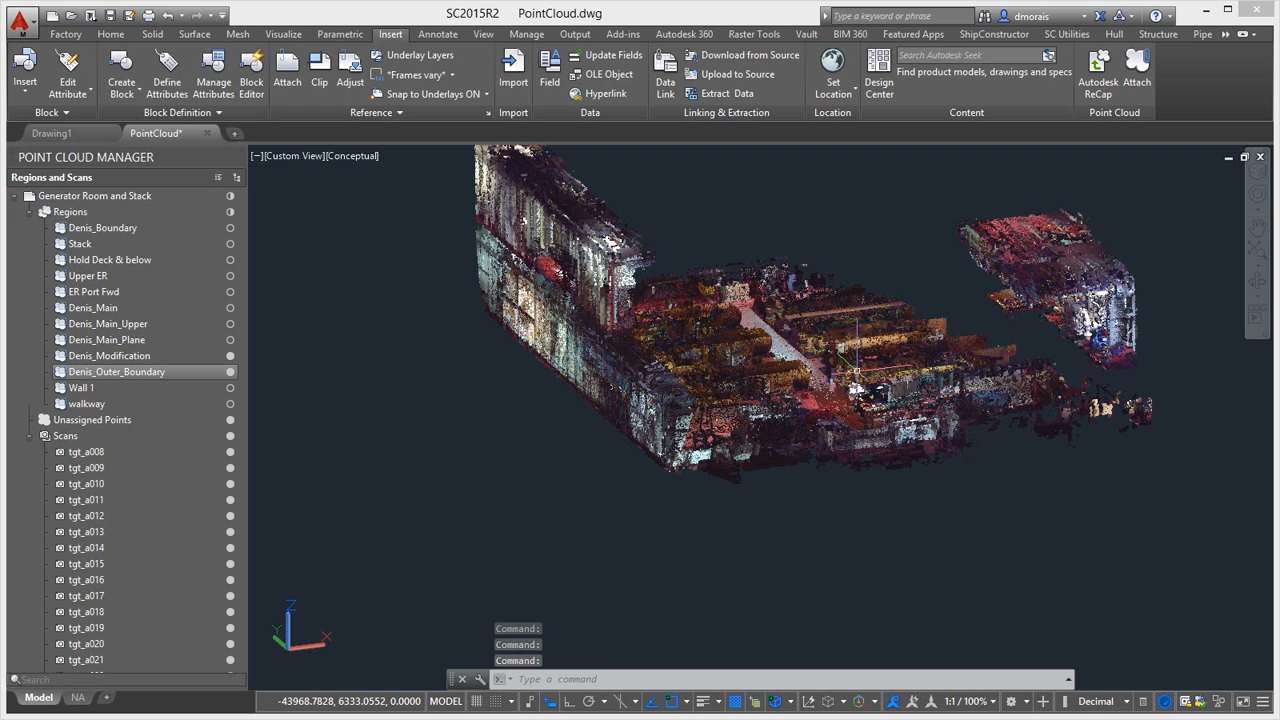 SC2015R2 PointCloud.dwg
Type a keyword or phrase
dmorais
Factory Home Solid Surface Mesh Visualize Parametric Insert Annotate View Manage Output Add-ins Autodesk 360 Raster Tools Vault BIM 360 Featured Apps ShipConstructor SC Utilities Hull Structure Pipe
Insert
Edit Attribute
Create Block
Define Attributes
Manage Attributes
Block Editor
Attach
Clip
Adjust
Underlay Layers
*Frames vary*
Snap to Underlays ON
Import
Field
Update Fields
OLE Object
Hyperlink
Data Link
Download from Source
Upload to Source
Extract Data
Set Location
Design Center
Search Autodesk Seek
Find product models, drawings and specs
Autodesk ReCap
Attach
Block Block Definition Reference Import Data Linking & Extraction Location Content Point Cloud
Drawing1 PointCloud*
POINT CLOUD MANAGER
[−][Custom View][Conceptual]
Regions and Scans
Generator Room and Stack
Regions
Denis_Boundary
Stack
Hold Deck & below
Upper ER
ER Port Fwd
Denis_Main
Denis_Main_Upper
Denis_Main_Plane
Denis_Modification
Denis_Outer_Boundary
Wall 1
walkway
Unassigned Points
Scans
tgt_a008
tgt_a009
tgt_a010
tgt_a011
tgt_a012
tgt_a013
tgt_a014
tgt_a015
tgt_a016
tgt_a017
tgt_a018
tgt_a019
tgt_a020
tgt_a021
Z
Y
X
Command:
Command:
Command:
Type a command
Search
Model NA
-43968.7828, 6333.0552, 0.0000 MODEL
1:1 / 100%
Decimal